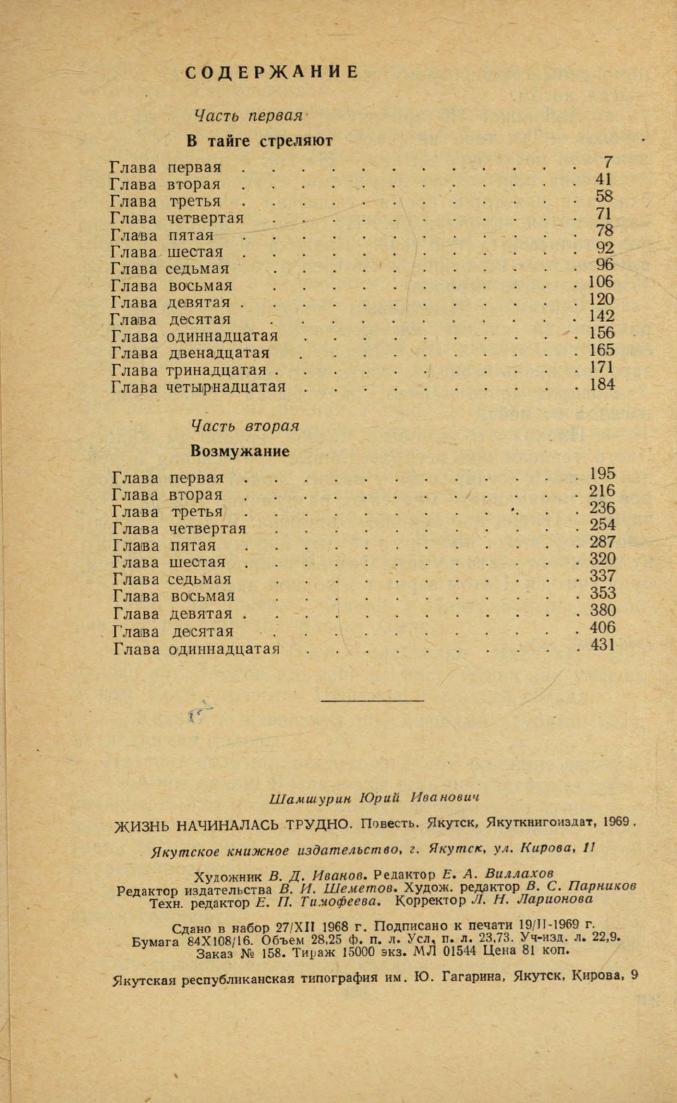 СОДЕРЖАНИЕ
Часть первая
В тайге стреляют
Глава первая . . . . . . . . . . . . 7
Глава вторая . . . . . . . . . . . . 41
Глава третья . . . . . . . . . . . . 58
Глава четвертая . . . . . . . . . . . 71
Глава пятая . . . . . . . . . . . . 78
Глава шестая . . . . . . . . . . . . 92
Глава седьмая . . . . . . . . . . . 96
Глава восьмая . . . . . . . . . . . 106
Глава девятая . . . . . . . . . . . . 120
Глава десятая . . . . . . . . . . . 142
Глава одиннадцатая . . . . . . . . . . 156
Глава двенадцатая . . . . . . . . . . 165
Глава тринадцатая . . . . . . . . . . . 171
Глава четырнадцатая . . . . . . . . . . 184
Часть вторая
Возмужание
Глава первая . . . . . . . . . . . . 195
Глава вторая . . . . . . . . . . . . 216
Глава третья . . . . . . . . . . . . 236
Глава четвертая . . . . . . . . . . . 254
Глава пятая . . . . . . . . . . . . 287
Глава шестая . . . . . . . . . . . . 320
Глава седьмая . . . . . . . . . . . 337
Глава восьмая . . . . . . . . . . . 353
Глава девятая . . . . . . . . . . . . 380
Глава десятая . . . . . . . . . . . 406
Глава одиннадцатая . . . . . . . . . . 431
Шамшурин Юрий Иванович
ЖИЗНЬ НАЧИНАЛАСЬ ТРУДНО. Повесть. Якутск, Якуткнигоиздат, 1969.
Якутское книжное издательство, г. Якутск, ул. Кирова, 11
Художник В. Д. Иванов. Редактор Е. А. Виллахов
Редактор издательства В. И. Шеметов. Худож. редактор В. С. Парников
Техн. редактор Е. П. Тимофеева. Корректор Л. Н. Ларионова
Сдано в набор 27/XII 1968 г. Подписано к печати 19/II-1969 г.
Бумага 84X108/16. Объем 28,25 ф. п. л. Усл. п. л. 23,73. Уч-изд. л. 22,9.
Заказ № 158. Тираж 15000 экз. МЛ 01544 Цена 81 коп.
Якутская республиканская типография им. Ю. Гагарина, Якутск, Кирова, 9